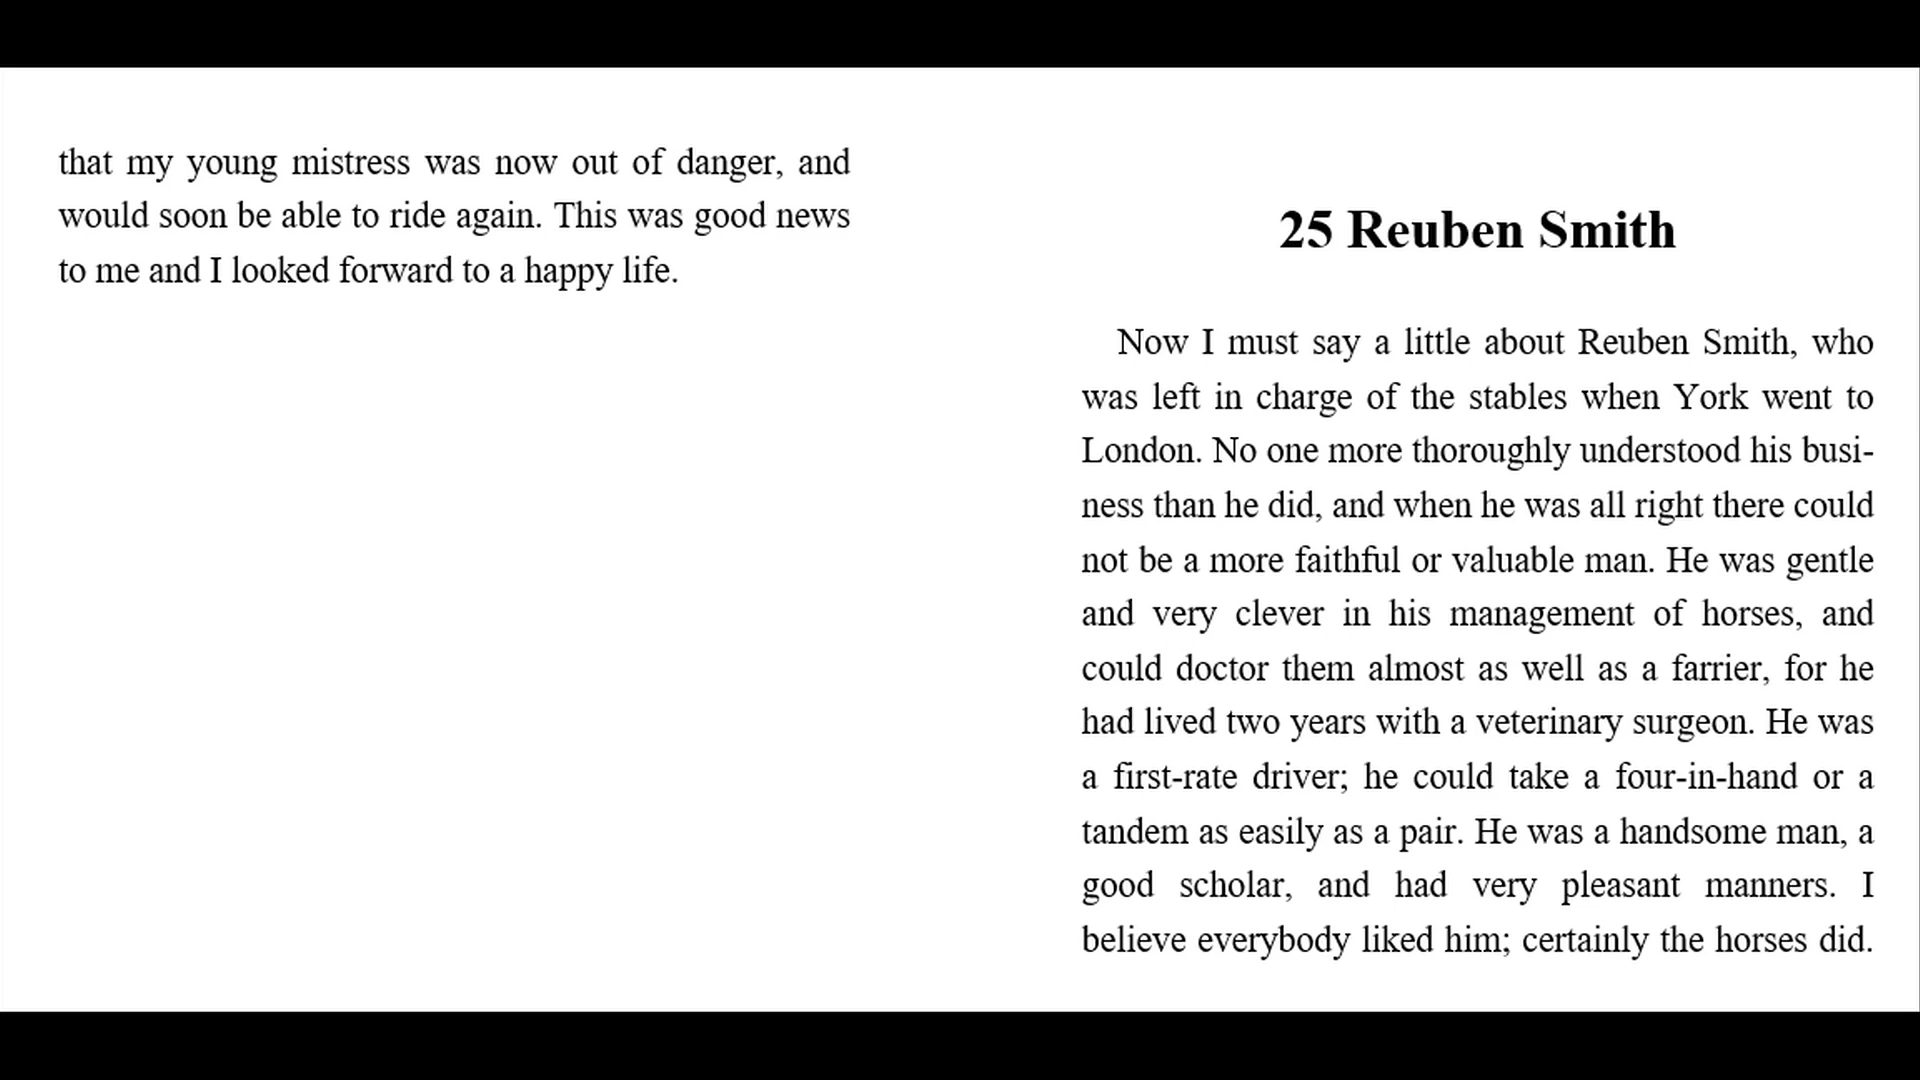 that my young mistress was now out of danger, and
would soon be able to ride again. This was good news
to me and I looked forward to a happy life.
25 Reuben Smith
Now I must say a little about Reuben Smith, who
was left in charge of the stables when York went to
London. No one more thoroughly understood his busi-
ness than he did, and when he was all right there could
not be a more faithful or valuable man. He was gentle
and very clever in his management of horses, and
could doctor them almost as well as a farrier, for he
had lived two years with a veterinary surgeon. He was
a first-rate driver; he could take a four-in-hand or a
tandem as easily as a pair. He was a handsome man, a
good scholar, and had very pleasant manners. I
believe everybody liked him; certainly the horses did.